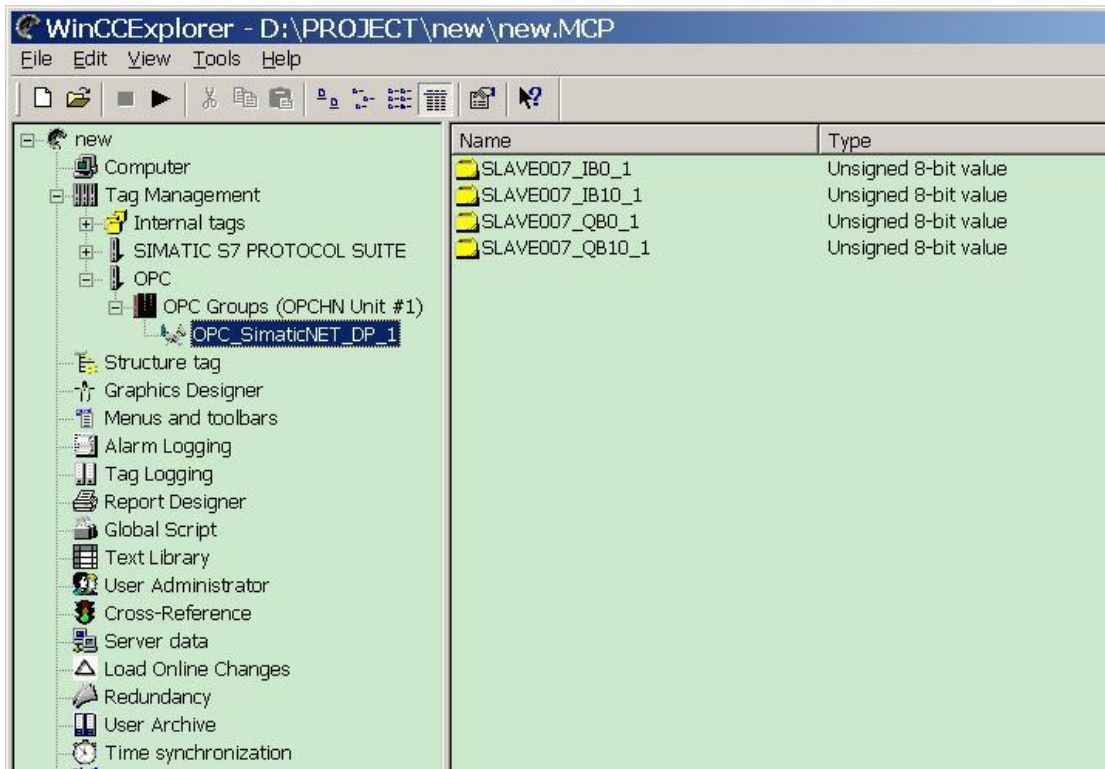 WinCCExplorer - D:\PROJECT\new\new.MCP
File Edit View Tools Help
new
Computer
Tag Management
Internal tags
SIMATIC S7 PROTOCOL SUITE
OPC
OPC Groups (OPCHN Unit #1)
OPC_SimaticNET_DP_1
Structure tag
Graphics Designer
Menus and toolbars
Alarm Logging
Tag Logging
Report Designer
Global Script
Text Library
User Administrator
Cross-Reference
Server data
Load Online Changes
Redundancy
User Archive
Time synchronization
Name Type
SLAVE007_IB0_1 Unsigned 8-bit value
SLAVE007_IB10_1 Unsigned 8-bit value
SLAVE007_QB0_1 Unsigned 8-bit value
SLAVE007_QB10_1 Unsigned 8-bit value